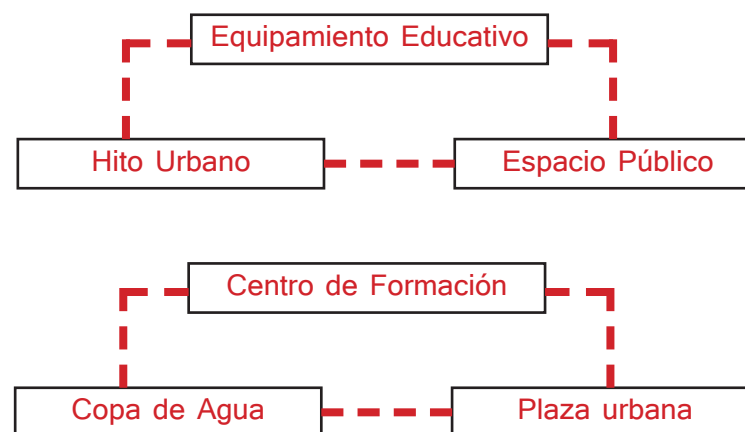 Equipamiento Educativo
Hito Urbano
Espacio Público
Centro de Formación
Copa de Agua
Plaza urbana